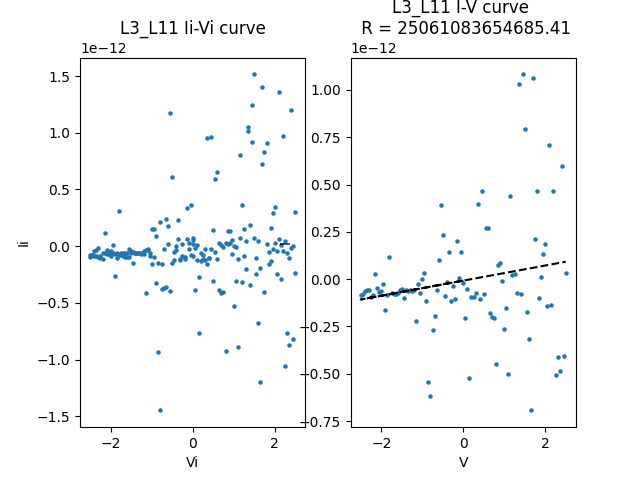 L3_L11 Ii-Vi curve
1e−12
1.5
1.0
0.5
0.0
−0.5
−1.0
−1.5
Ii
−2
0
2
Vi
L3_L11 I-V curve
R = 25061083654685.41
1e−12
1.00
0.75
0.50
0.25
0.00
−0.25
−0.50
−0.75
−2
0
2
V